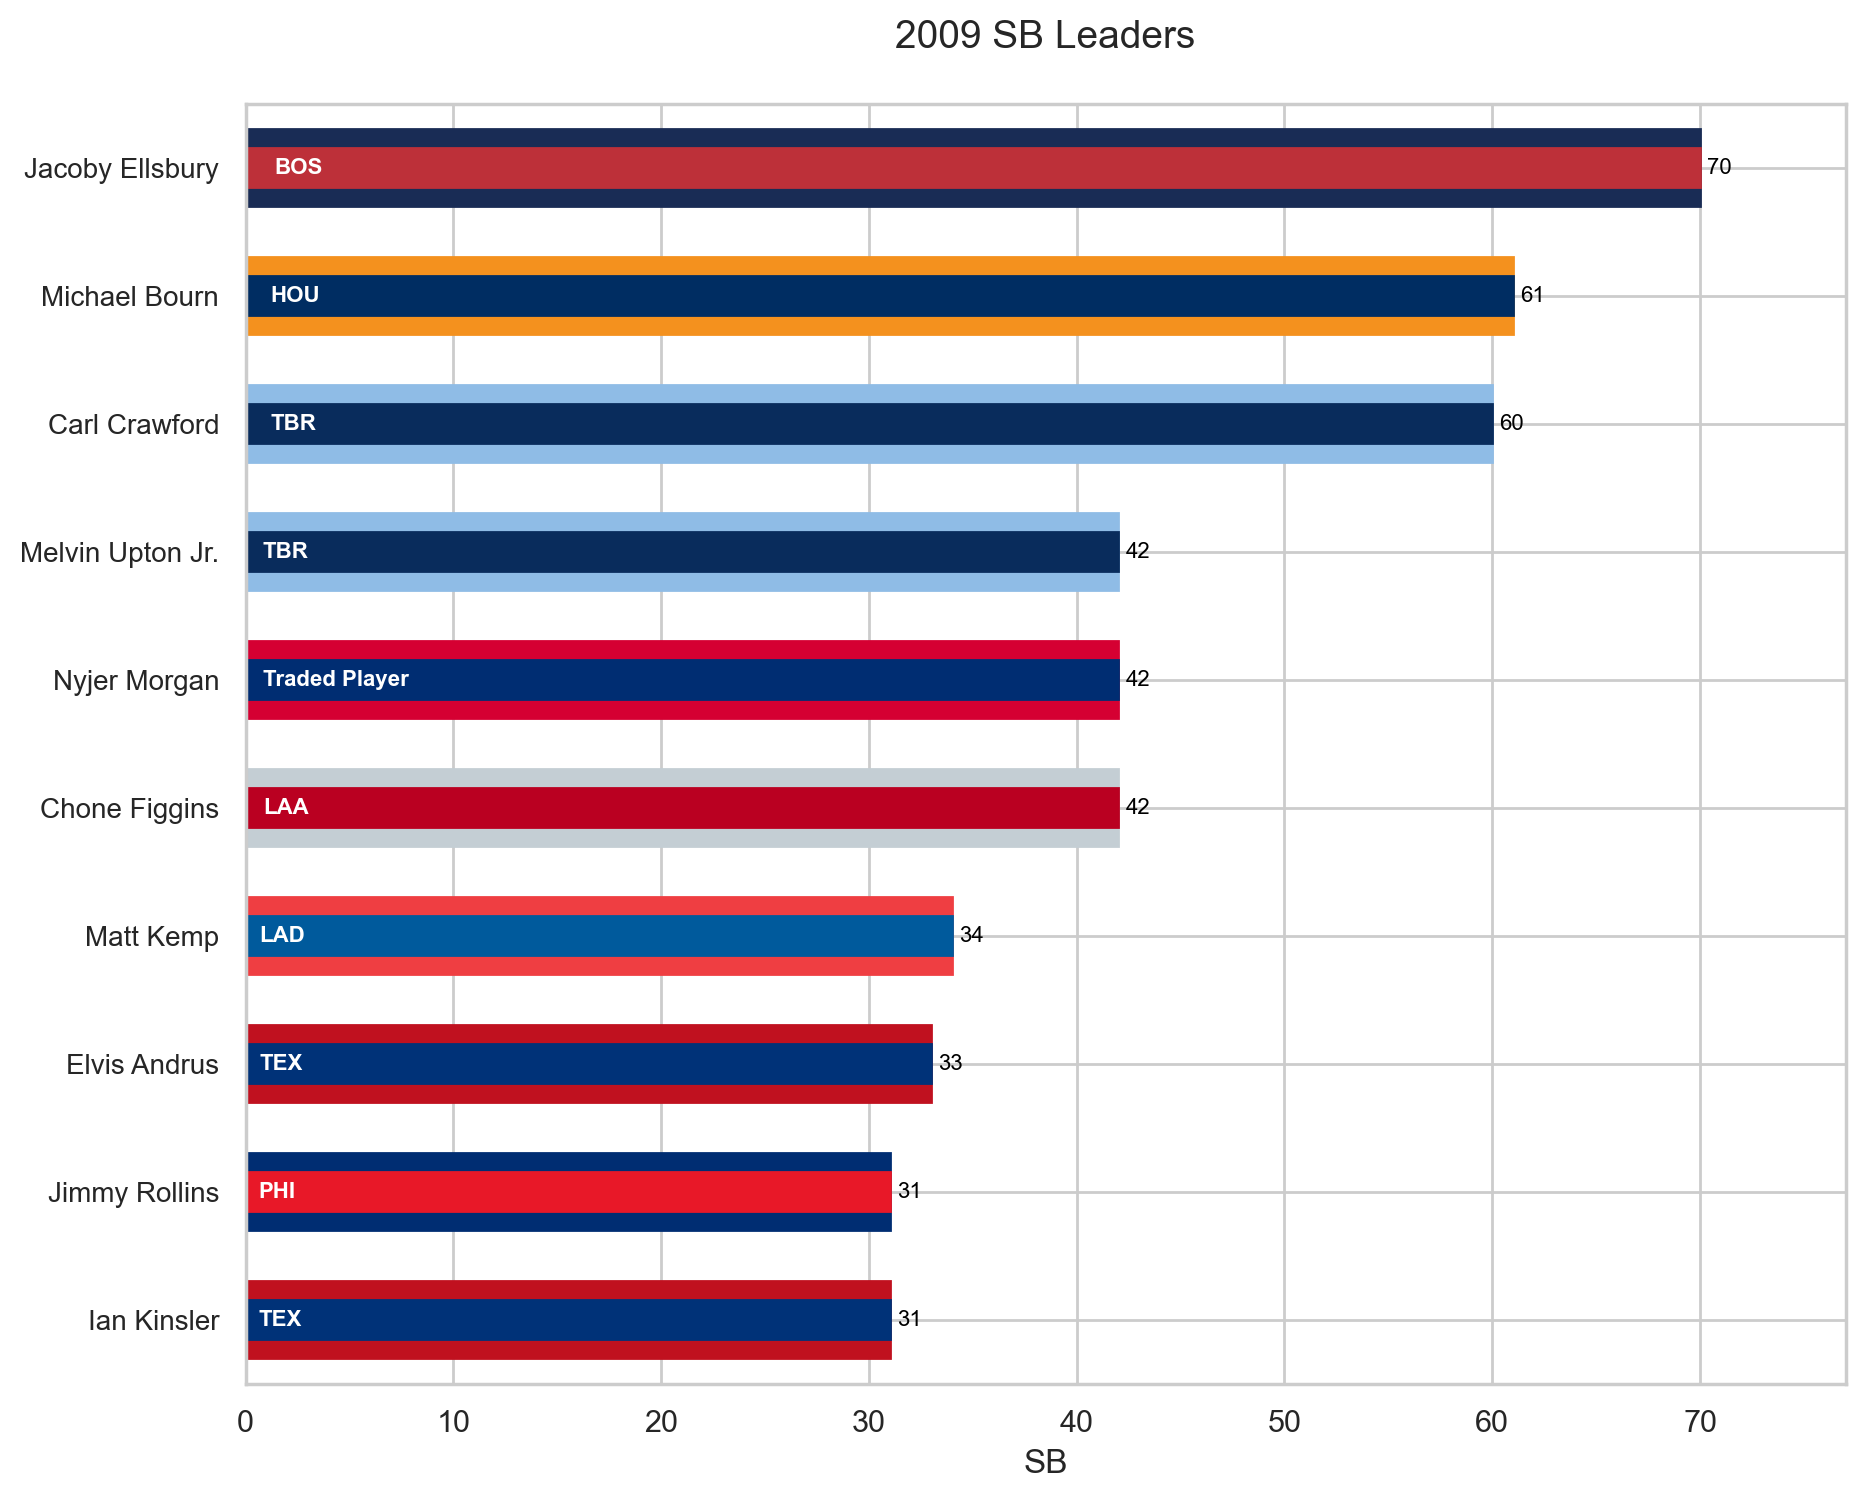 2009 SB Leaders
Jacoby Ellsbury BOS 70
Michael Bourn HOU 61
Carl Crawford TBR 60
Melvin Upton Jr. TBR 42
Nyjer Morgan Traded Player 42
Chone Figgins LAA 42
Matt Kemp LAD 34
Elvis Andrus TEX 33
Jimmy Rollins PHI 31
Ian Kinsler TEX 31
0 10 20 30 40 50 60 70
SB